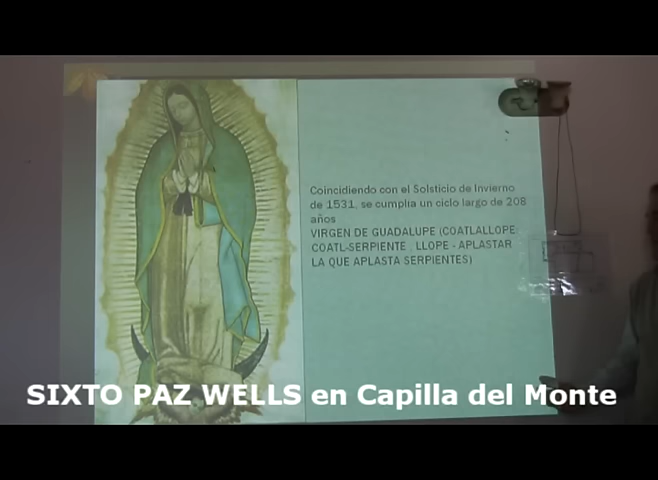 Coincidiendo con el Solsticio de Invierno
de 1531, se cumplia un ciclo largo de 208
años
VIRGEN DE GUADALUPE (COATLALLOPE:
COATL-SERPIENTE , LLOPE - APLASTAR
LA QUE APLASTA SERPIENTES)
SIXTO PAZ WELLS en Capilla del Monte